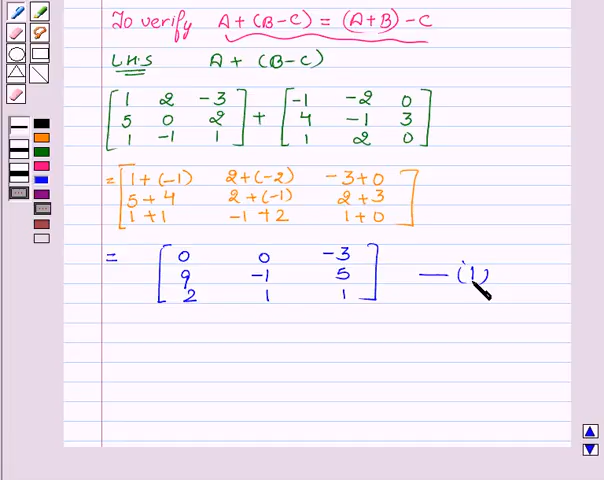 To verify A + (B-C) = (A+B) - C
LHS A + (B-C)
[1 2 -3 [-1 -2 0
5 0 2 + 4 -1 3
1 -1 1] 1 2 0]
= [1+(-1) 2+(-2) -3+0
5+4 2+(-1) 2+3
1+1 -1+2 1+0]
= [0 0 -3
9 -1 5 — (1)
2 1 1]